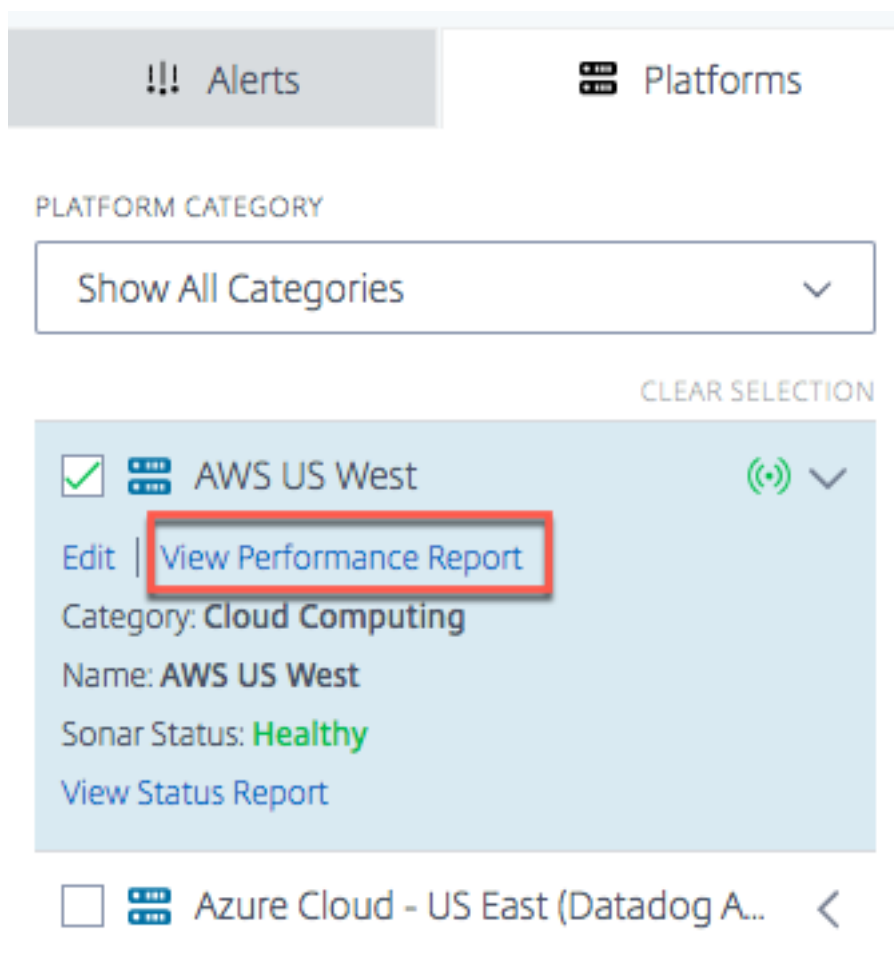 Alerts
Platforms
PLATFORM CATEGORY
Show All Categories
CLEAR SELECTION
AWS US West
Edit | View Performance Report
Category: Cloud Computing
Name: AWS US West
Sonar Status: Healthy
View Status Report
Azure Cloud - US East (Datadog A...